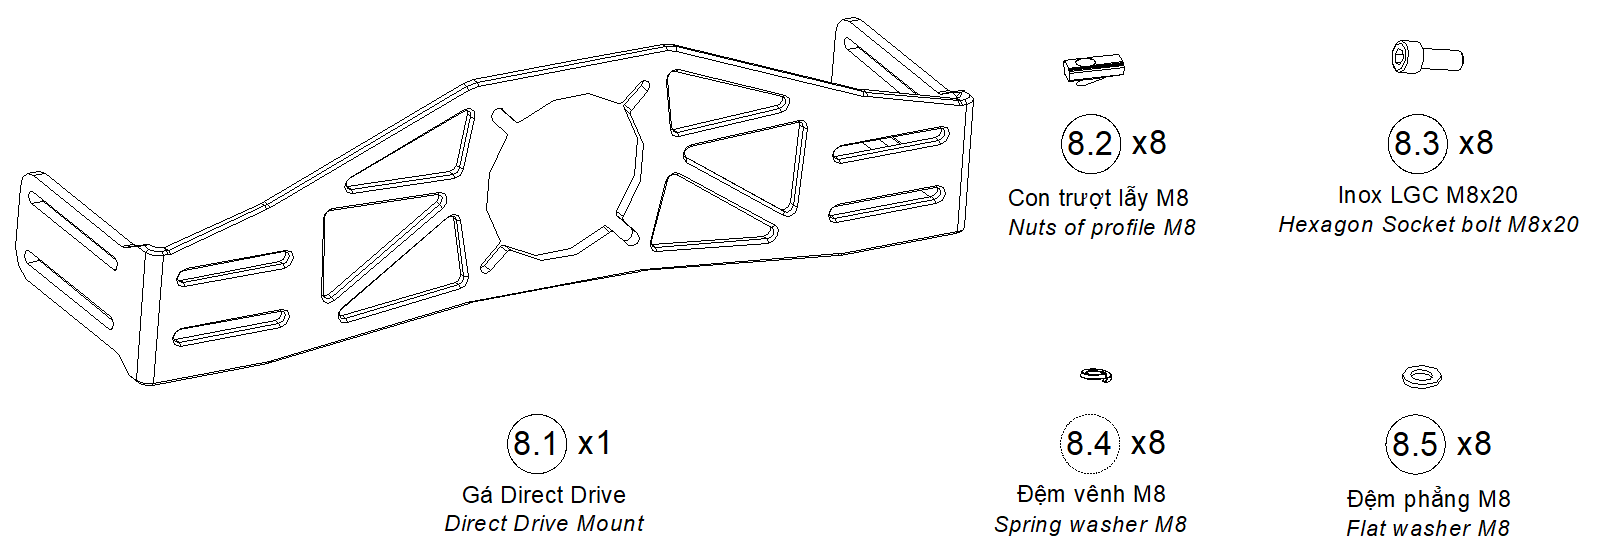 8.2 x8
Con trượt lẫy M8
Nuts of profile M8
8.3 x8
Inox LGC M8x20
Hexagon Socket bolt M8x20
8.1 x1
Gá Direct Drive
Direct Drive Mount
8.4 x8
Đệm vênh M8
Spring washer M8
8.5 x8
Đệm phẳng M8
Flat washer M8